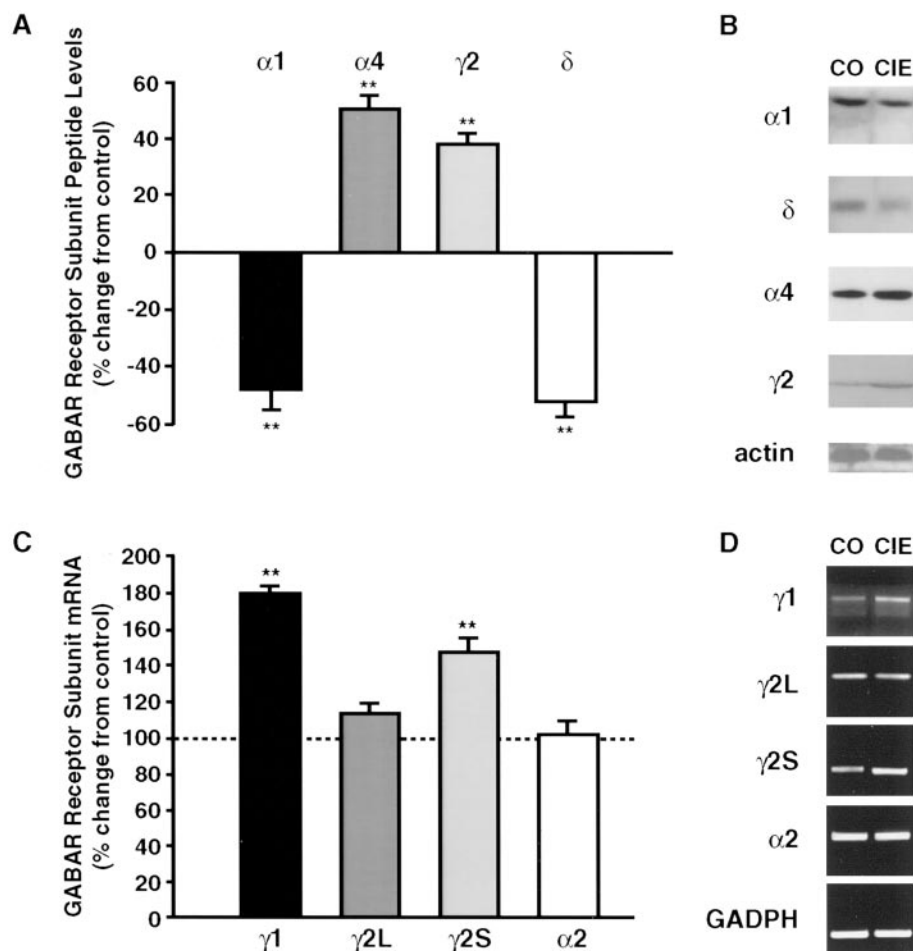 A
GABAR Receptor Subunit Peptide Levels
(% change from control)
α1 α4 γ2 δ
60
40
20
0
-20
-40
-60
**
**
**
**
B
CO CIE
α1
δ
α4
γ2
actin
C
GABAR Receptor Subunit mRNA
(% change from control)
200
180
160
140
120
100
80
60
40
20
0
**
**
γ1 γ2L γ2S α2
D
CO CIE
γ1
γ2L
γ2S
α2
GADPH